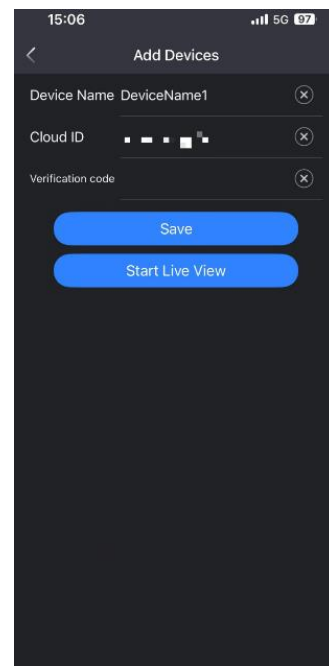 15:06 5G 97
Add Devices
Device Name DeviceName1
Cloud ID
Verification code
Save
Start Live View